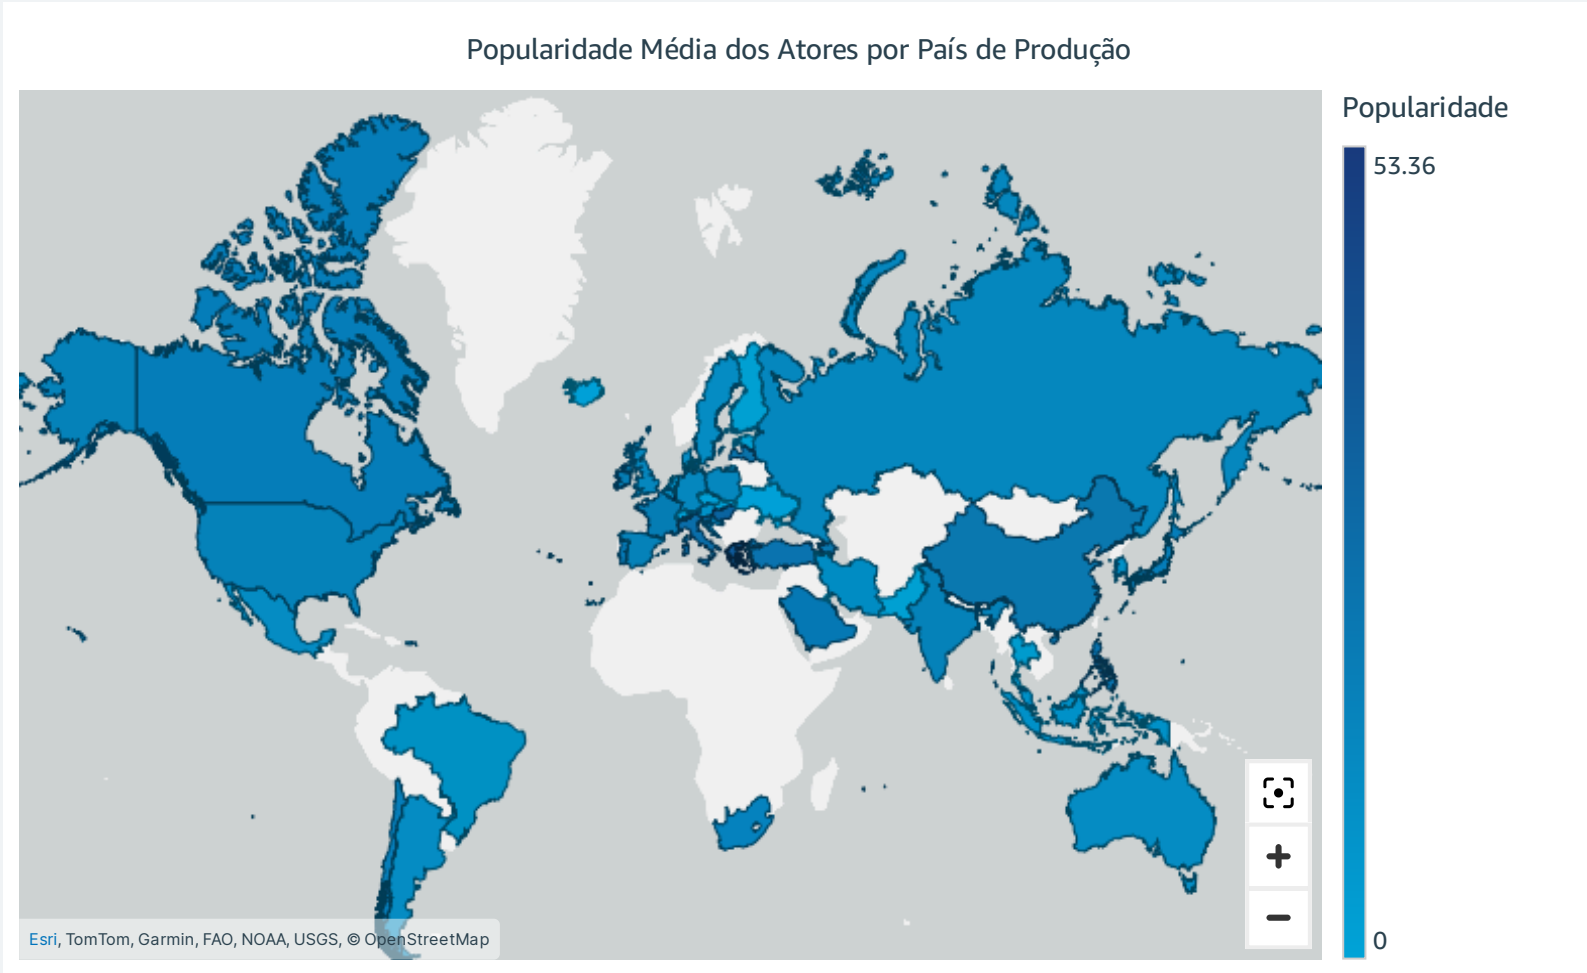 Popularidade Média dos Atores por País de Produção
Popularidade
53.36
0
Esri, TomTom, Garmin, FAO, NOAA, USGS, © OpenStreetMap